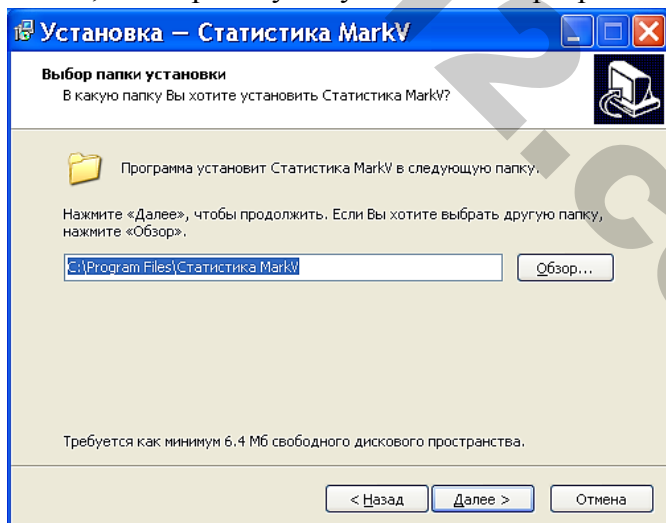 Установка — Статистика MarkV
Выбор папки установки
В какую папку Вы хотите установить Статистика MarkV?
Программа установит Статистика MarkV в следующую папку.
Нажмите «Далее», чтобы продолжить. Если Вы хотите выбрать другую папку,
нажмите «Обзор».
C:\Program Files\Статистика MarkV
Обзор...
Требуется как минимум 6.4 Мб свободного дискового пространства.
< Назад
Далее >
Отмена